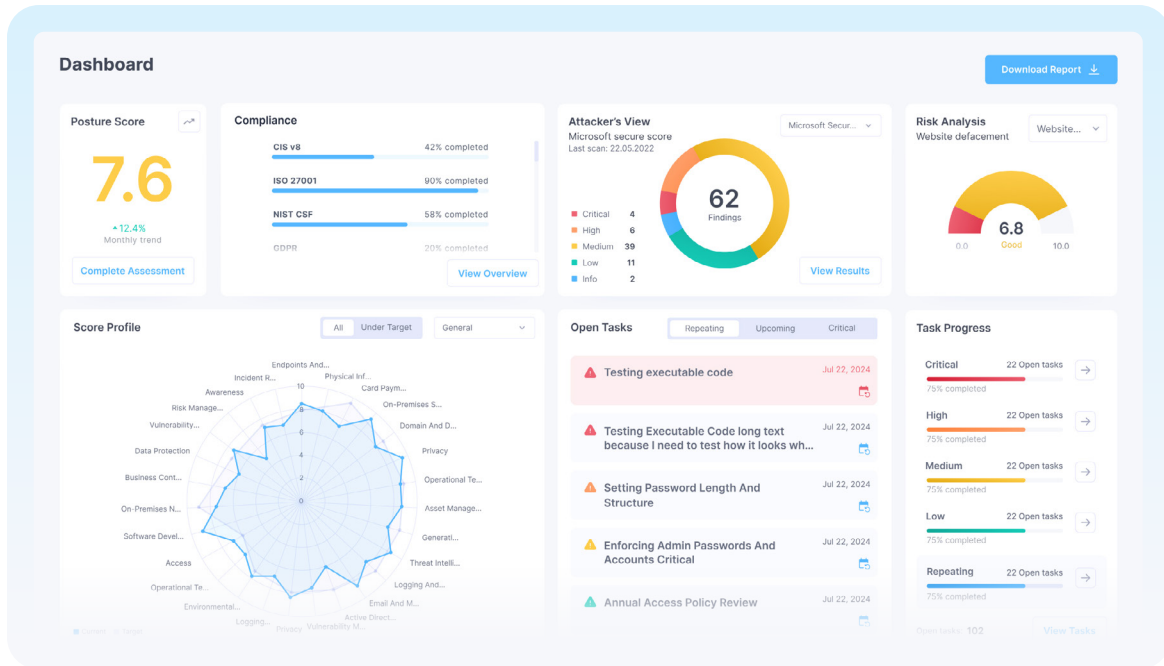 Dashboard
Download Report
Posture Score
7.6
12.4%
Monthly trend
Complete Assessment
Compliance
CIS v8 42% completed
ISO 27001 90% completed
NIST CSF 58% completed
GDPR 20% completed
View Overview
Attacker's View
Microsoft secure score
Last scan: 22.05.2022
Microsoft Secur...
Critical 4
High 6
Medium 39
Low 11
Info 2
62
Findings
View Results
Risk Analysis
Website defacement
Website...
6.8
Good
0.0
10.0
Score Profile
All
Under Target
General
Endpoints And...
Physical Inf...
Card Paym...
On-Premises S...
Domain And D...
Privacy
Operational Te...
Asset Manage...
Generati...
Threat Intelli...
Logging And...
Email And M...
Active Direct...
Vulnerability M...
Privacy
Logging...
Environmental...
Operational Te...
Access
Software Devel...
On-Premises N...
Business Cont...
Data Protection
Vulnerability...
Risk Manage...
Awareness
Incident R...
10
8
6
4
2
0
Current
Target
Open Tasks
Repeating
Upcoming
Critical
Testing executable code
Jul 22, 2024
Testing Executable Code long text
because I need to test how it looks wh...
Jul 22, 2024
Setting Password Length And
Structure
Jul 22, 2024
Enforcing Admin Passwords And
Accounts Critical
Jul 22, 2024
Annual Access Policy Review
Jul 22, 2024
Task Progress
Critical 22 Open tasks
75% completed
High 22 Open tasks
75% completed
Medium 22 Open tasks
75% completed
Low 22 Open tasks
75% completed
Repeating 22 Open tasks
75% completed
Open tasks: 102
View Tasks